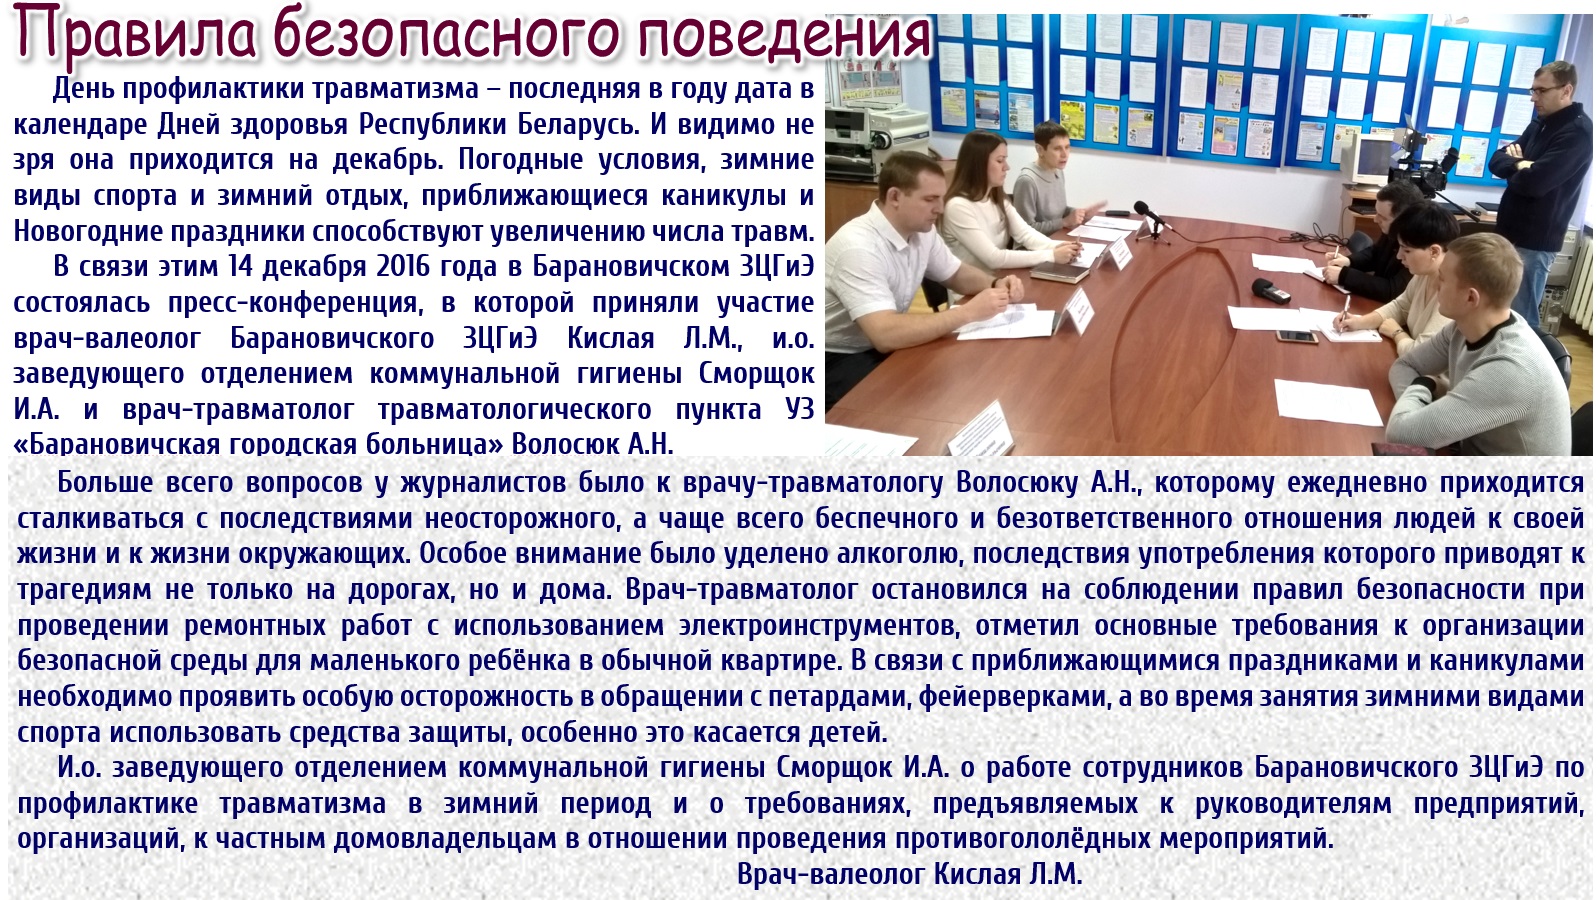 Правила безопасного поведения
День профилактики травматизма – последняя в году дата в
календаре Дней здоровья Республики Беларусь. И видимо не
зря она приходится на декабрь. Погодные условия, зимние
виды спорта и зимний отдых, приближающиеся каникулы и
Новогодние праздники способствуют увеличению числа травм.
В связи этим 14 декабря 2016 года в Барановичском ЗЦГиЭ
состоялась пресс-конференция, в которой приняли участие
врач-валеолог Барановичского ЗЦГиЭ Кислая Л.М., и.о.
заведующего отделением коммунальной гигиены Сморщок
И.А. и врач-травматолог травматологического пункта УЗ
«Барановичская городская больница» Волосюк А.Н.
Больше всего вопросов у журналистов было к врачу-травматологу Волосюку А.Н., которому ежедневно приходится
сталкиваться с последствиями неосторожного, а чаще всего беспечного и безответственного отношения людей к своей
жизни и к жизни окружающих. Особое внимание было уделено алкоголю, последствия употребления которого приводят к
трагедиям не только на дорогах, но и дома. Врач-травматолог остановился на соблюдении правил безопасности при
проведении ремонтных работ с использованием электроинструментов, отметил основные требования к организации
безопасной среды для маленького ребёнка в обычной квартире. В связи с приближающимися праздниками и каникулами
необходимо проявить особую осторожность в обращении с петардами, фейерверками, а во время занятия зимними видами
спорта использовать средства защиты, особенно это касается детей.
И.о. заведующего отделением коммунальной гигиены Сморщок И.А. о работе сотрудников Барановичского ЗЦГиЭ по
профилактике травматизма в зимний период и о требованиях, предъявляемых к руководителям предприятий,
организаций, к частным домовладельцам в отношении проведения противогололёдных мероприятий.
Врач-валеолог Кислая Л.М.